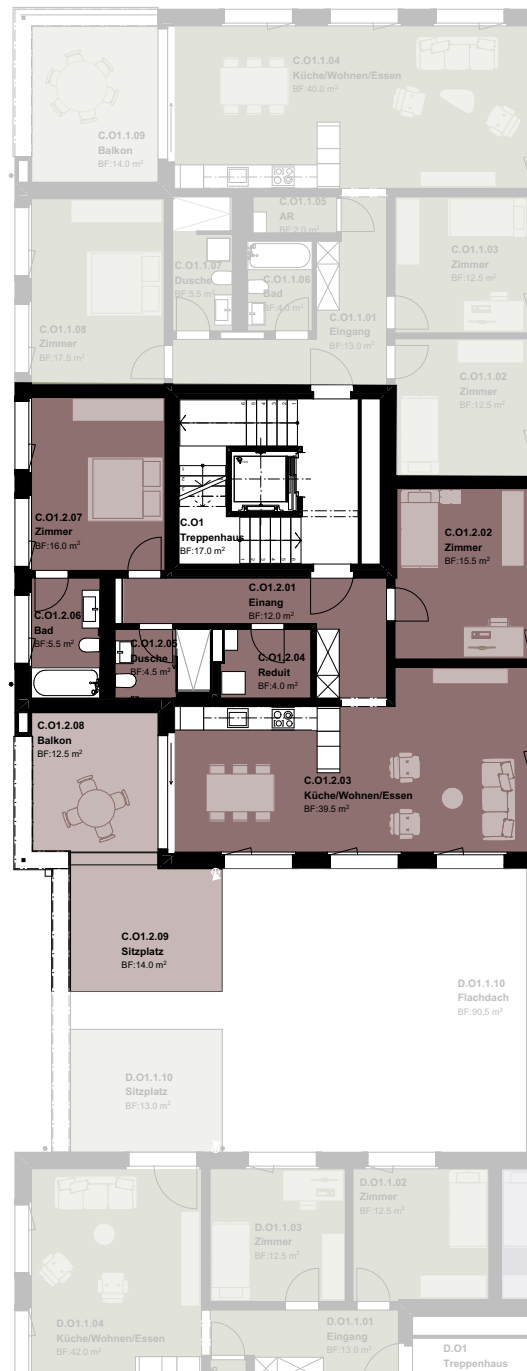 C.O1.1.04
Küche/Wohnen/Essen
BF:40.0 m²
C.O1.1.09
Balkon
BF:14.0 m²
C.O1.1.05
AR
BF:2.0 m²
C.O1.1.03
Zimmer
BF:12.5 m²
C.O1.1.07
Dusche
BF:5.5 m²
C.O1.1.06
Bad
BF:4.0 m²
C.O1.1.08
Zimmer
BF:17.5 m²
C.O1.1.01
Eingang
BF:13.0 m²
C.O1.1.02
Zimmer
BF:12.5 m²
C.O1.2.07
Zimmer
BF:16.0 m²
C.O1
Treppenhaus
BF:17.0 m²
C.O1.2.02
Zimmer
BF:15.5 m²
C.O1.2.01
Einang
BF:12.0 m²
C.O1.2.06
Bad
BF:5.5 m²
C.O1.2.05
Dusche
BF:4.5 m²
C.O1.2.04
Reduit
BF:4.0 m²
C.O1.2.08
Balkon
BF:12.5 m²
C.O1.2.03
Küche/Wohnen/Essen
BF:39.5 m²
C.O1.2.09
Sitzplatz
BF:14.0 m²
D.O1.1.10
Flachdach
BF:90.5 m²
D.O1.1.10
Sitzplatz
BF:13.0 m²
D.O1.1.02
Zimmer
BF:12.5 m²
D.O1.1.03
Zimmer
BF:12.5 m²
D.O1.1.04
Küche/Wohnen/Essen
BF:42.0 m²
D.O1.1.01
Eingang
BF:13.0 m²
D.O1
Treppenhaus